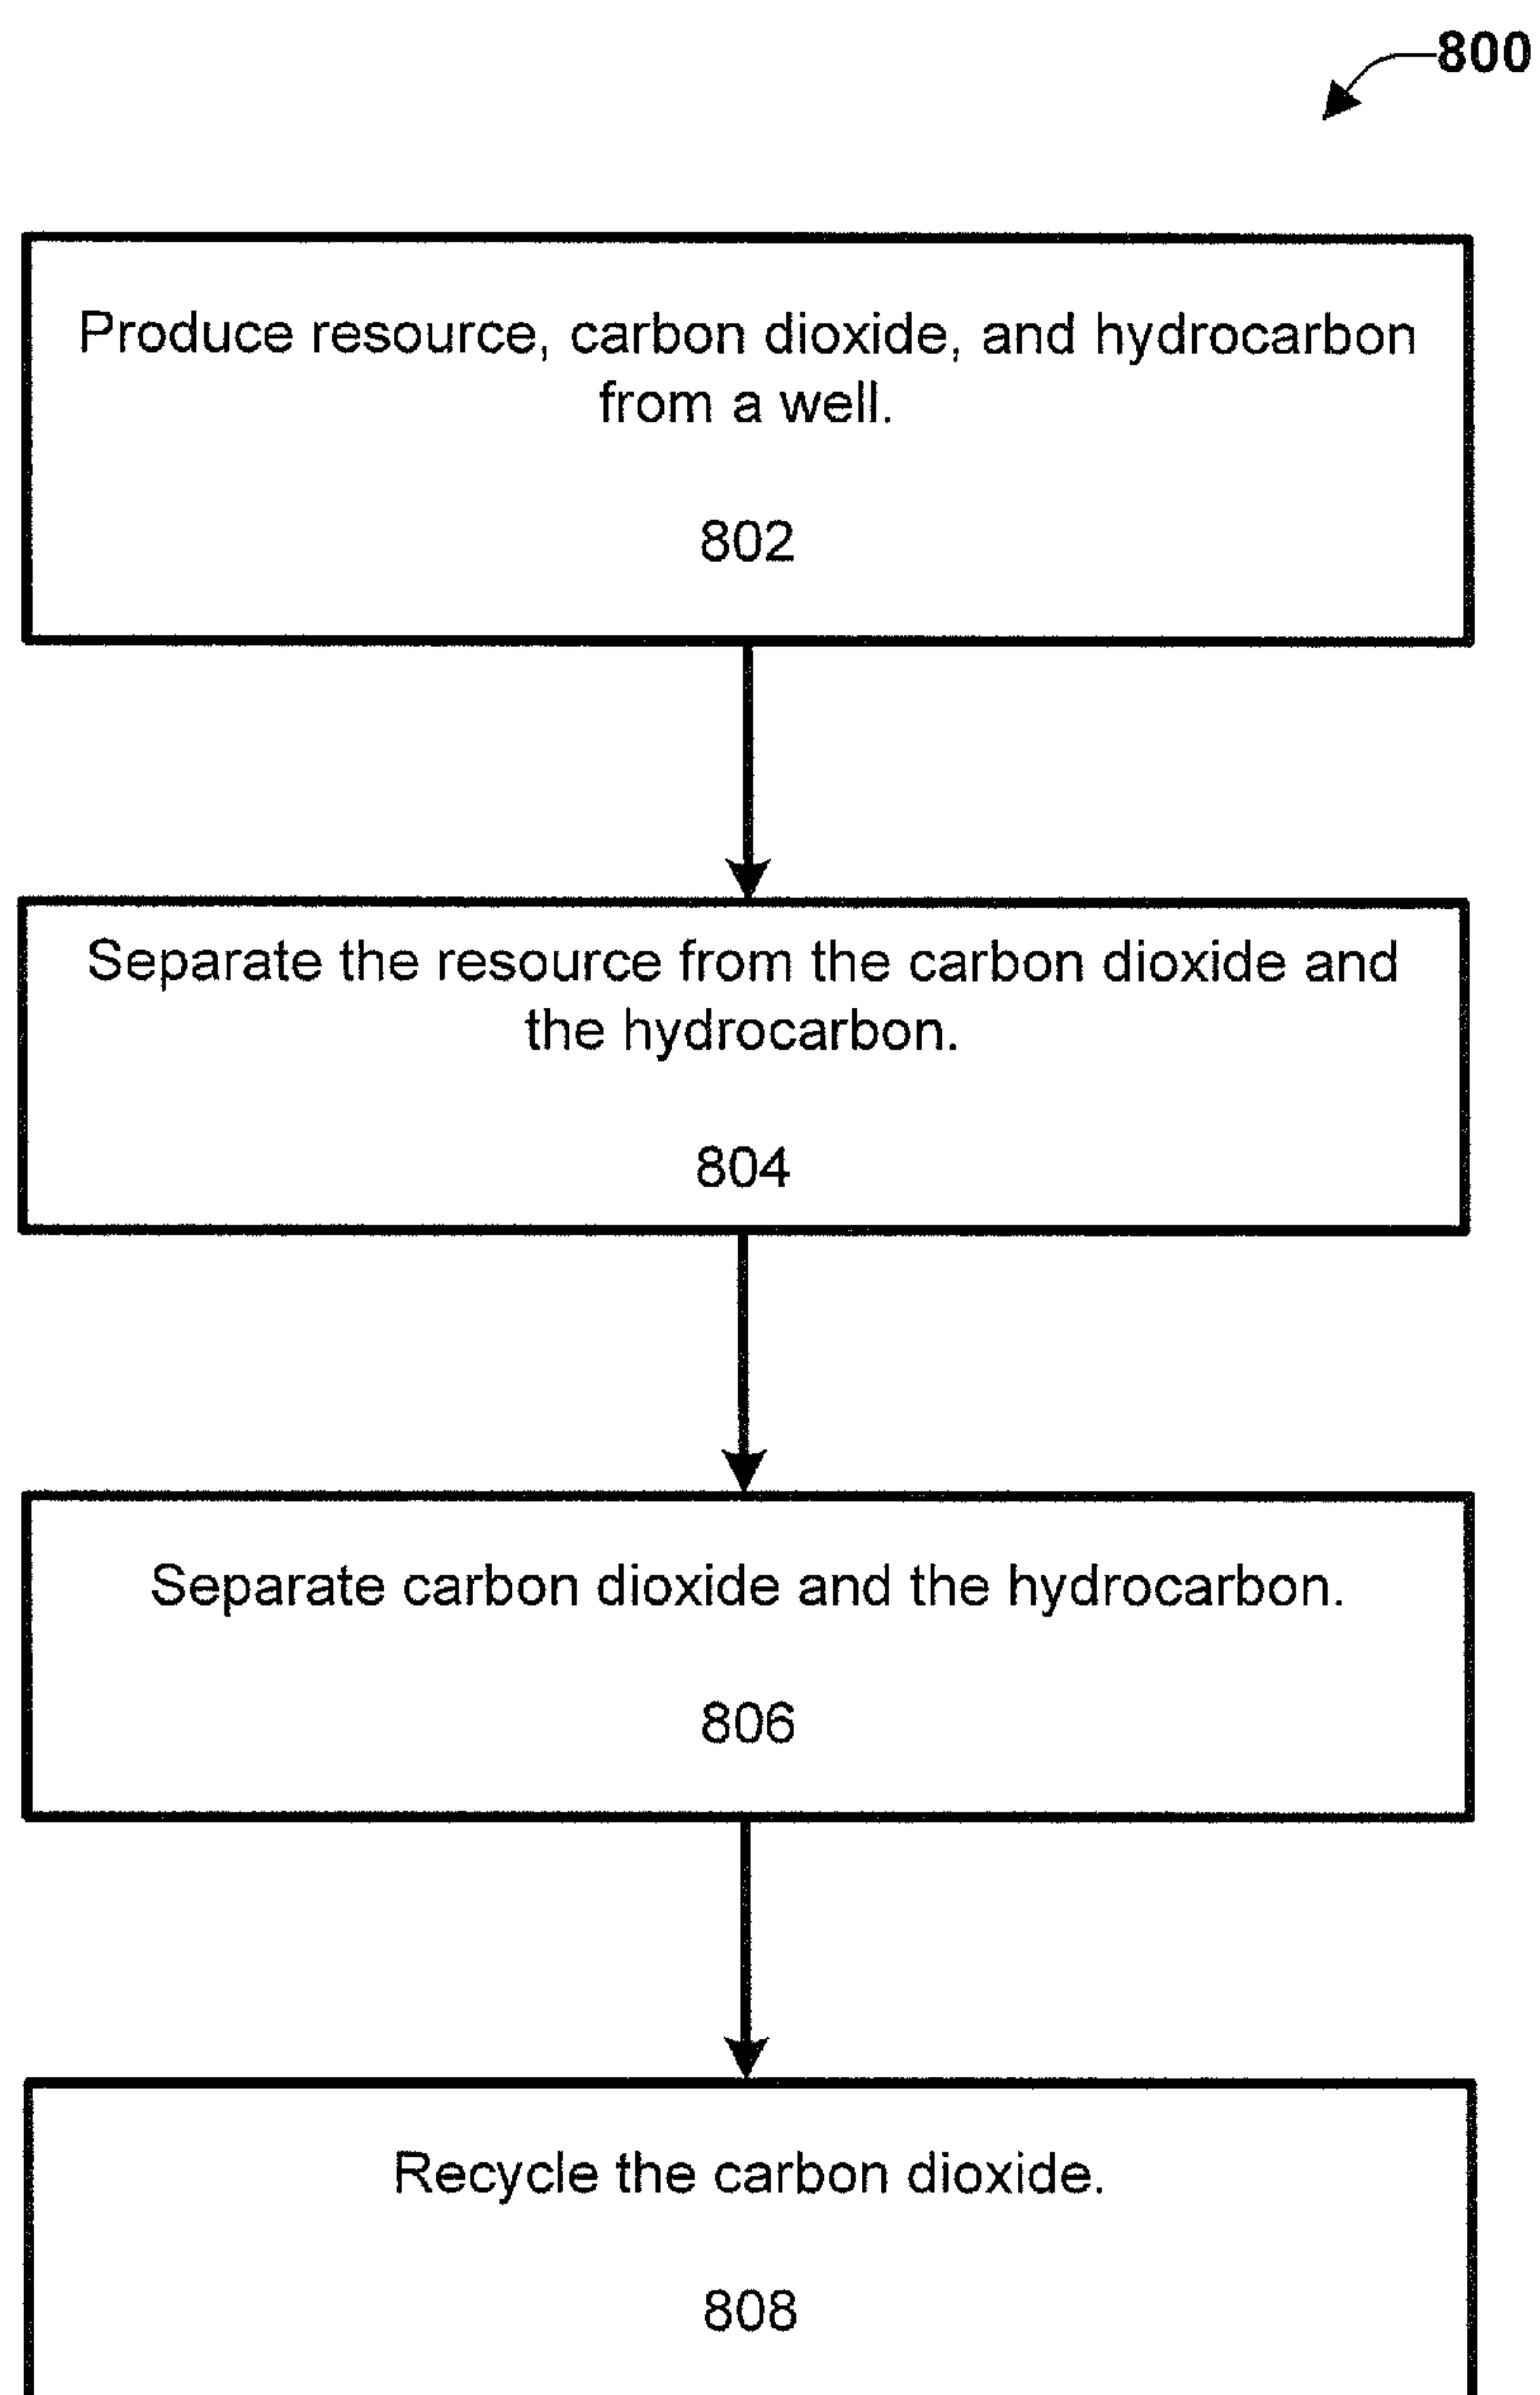 800
Produce resource, carbon dioxide, and hydrocarbon
from a well.
802
Separate the resource from the carbon dioxide and
the hydrocarbon.
804
Separate carbon dioxide and the hydrocarbon.
806
Recycle the carbon dioxide.
808